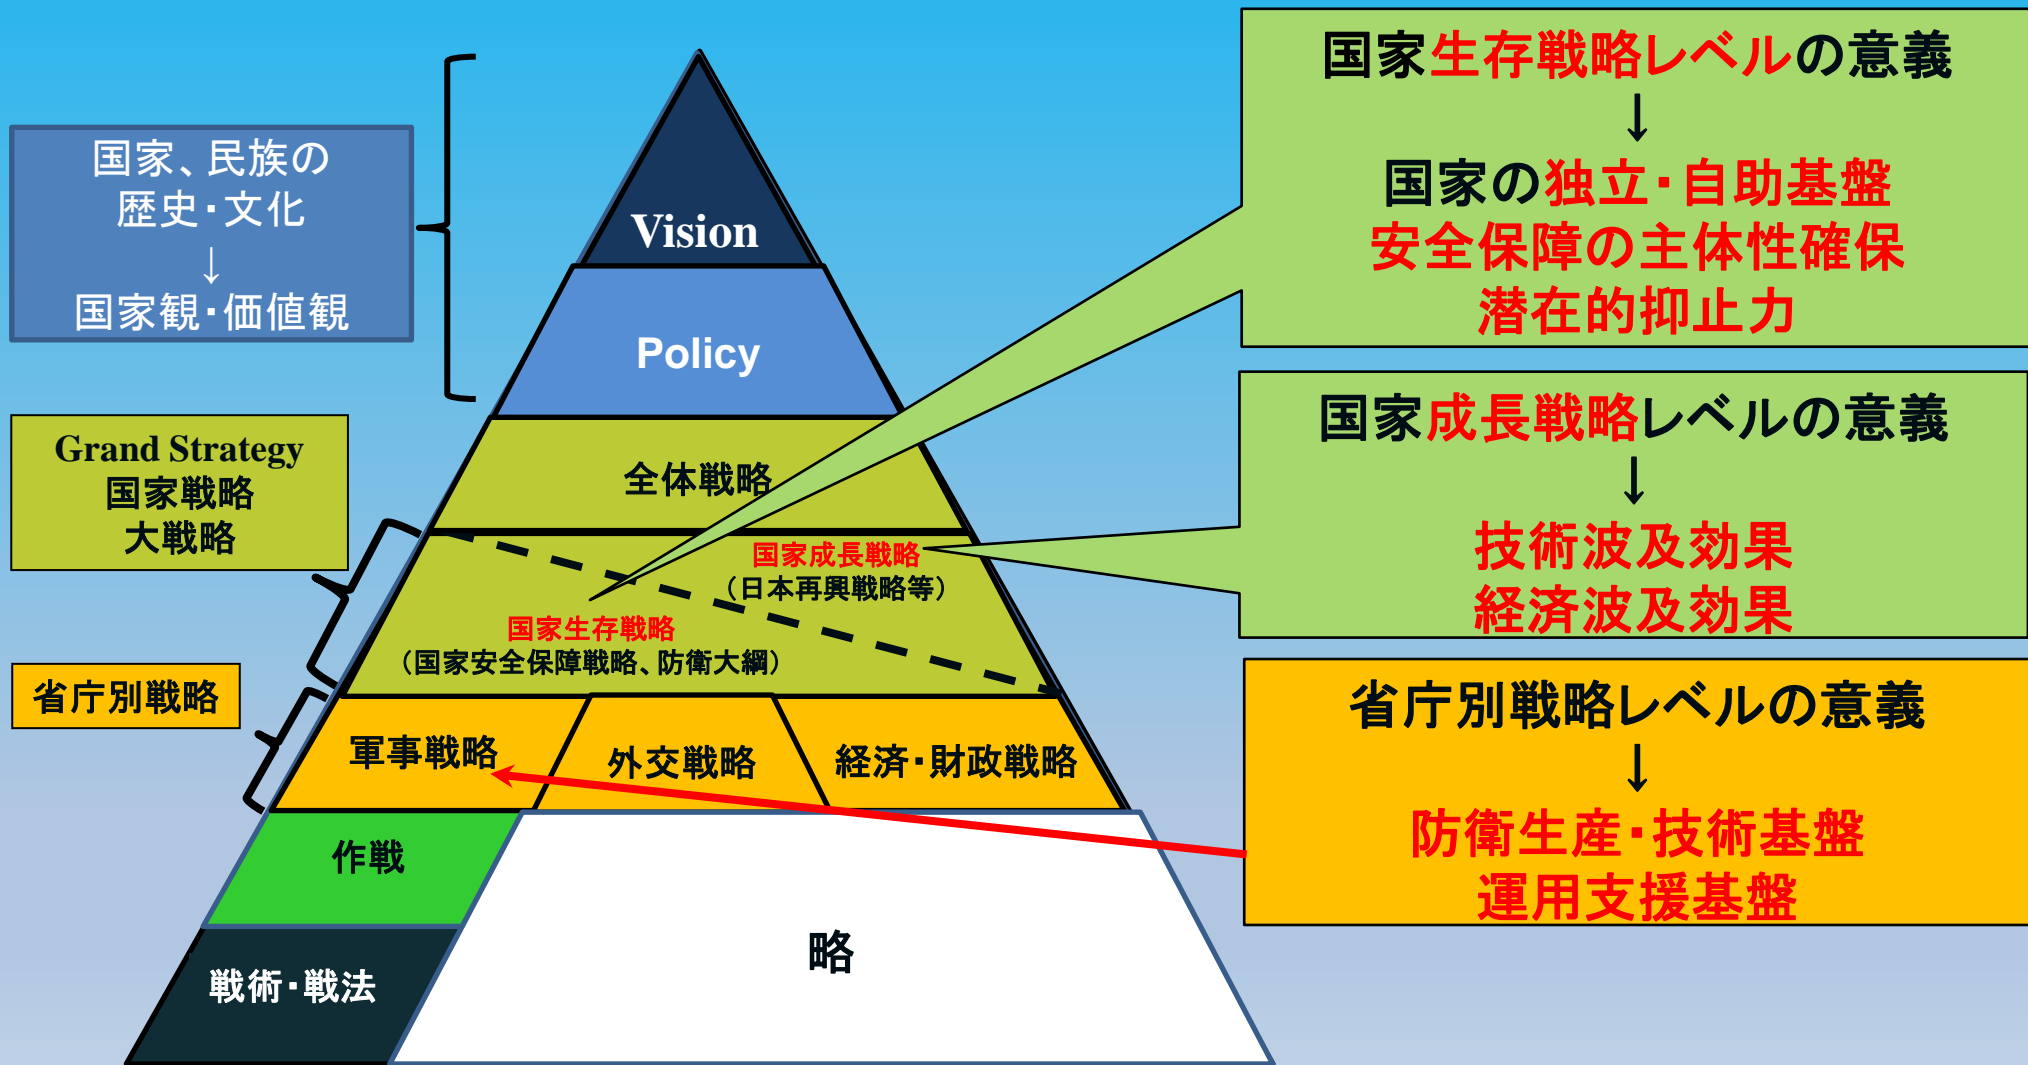 国家、民族の
歴史・文化
↓
国家観・価値観
Grand Strategy
国家戦略
大戦略
省庁別戦略
Vision
Policy
全体戦略
国家成長戦略
（日本再興戦略等）
国家生存戦略
（国家安全保障戦略、防衛大綱）
軍事戦略
外交戦略
経済・財政戦略
作戦
戦術・戦法
略
国家生存戦略レベルの意義
↓
国家の独立・自助基盤
安全保障の主体性確保
潜在的抑止力
国家成長戦略レベルの意義
↓
技術波及効果
経済波及効果
省庁別戦略レベルの意義
↓
防衛生産・技術基盤
運用支援基盤